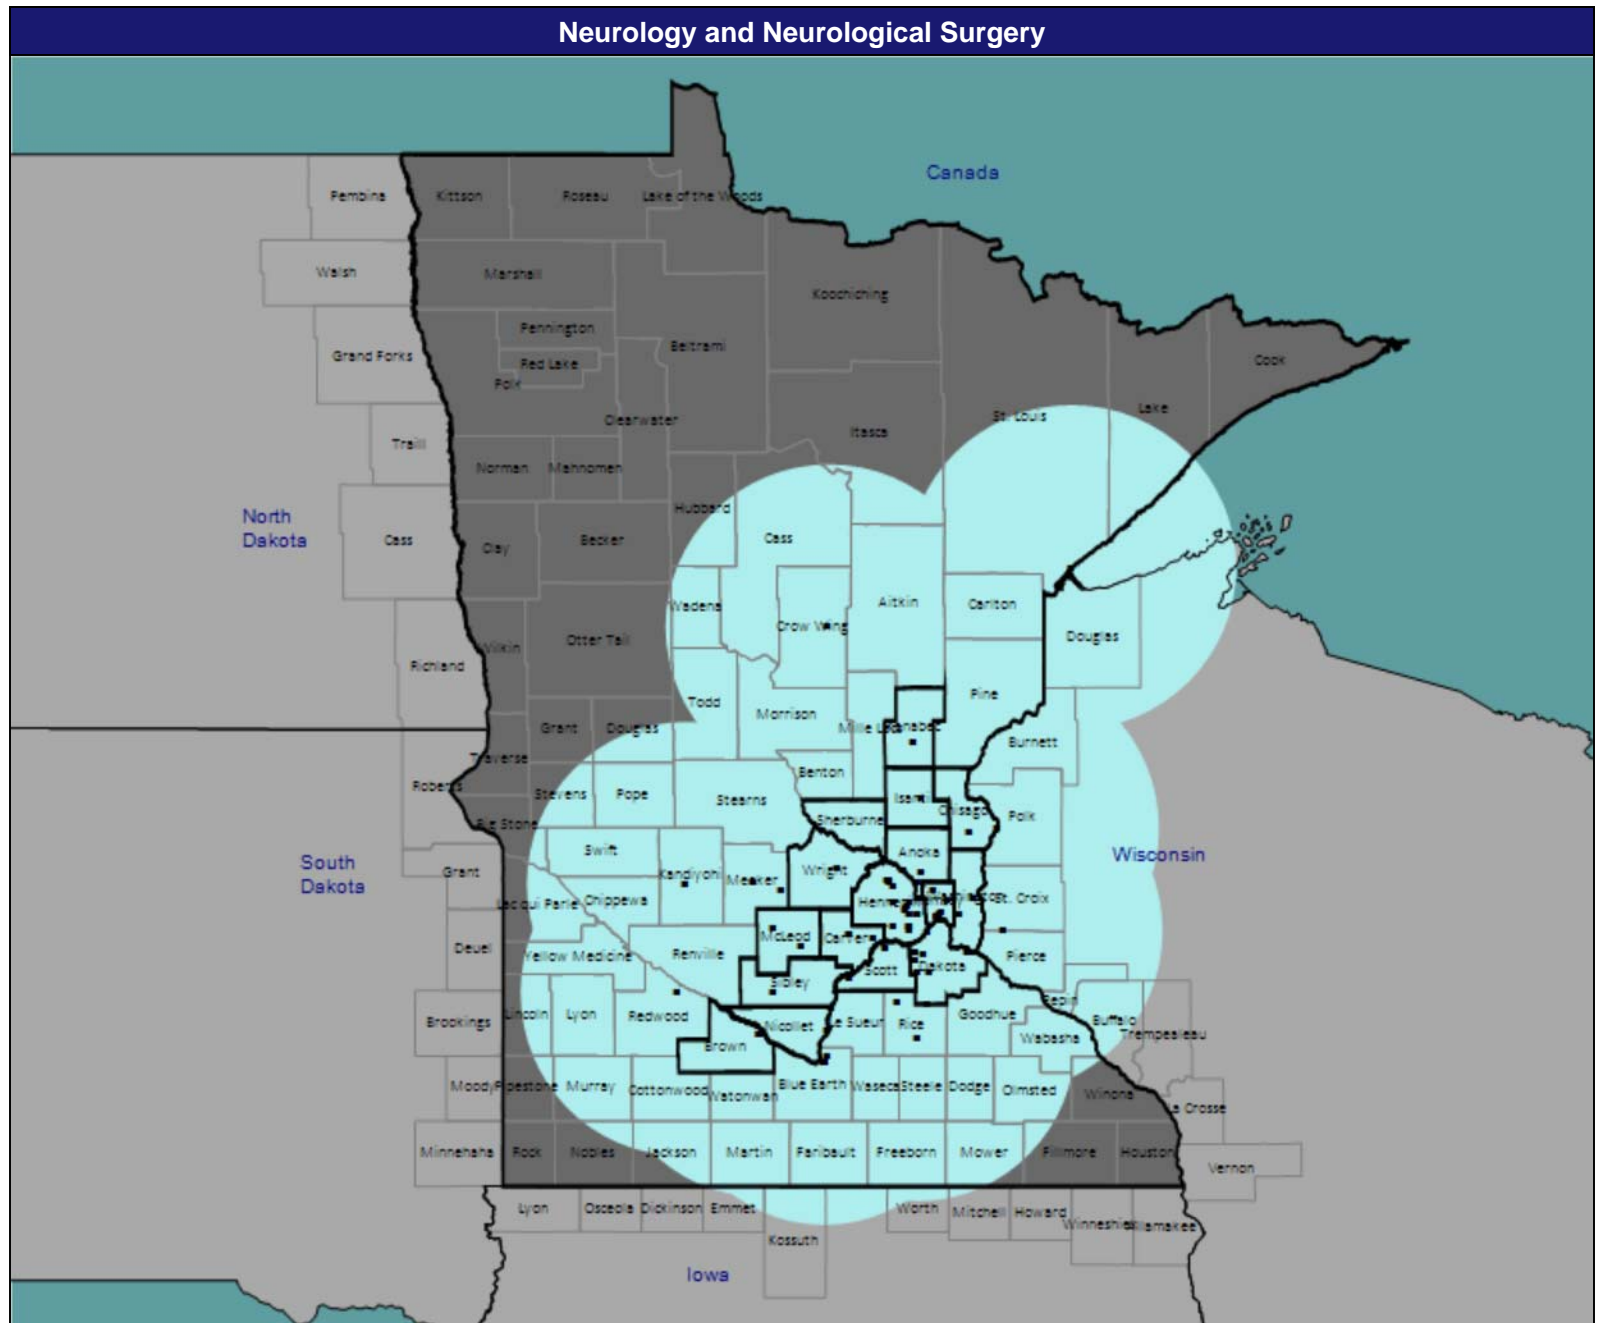 Neurology and Neurological Surgery
Canada
Pembina
Kittson
Roseau
Lake of the Woods
Walsh
Marshall
Koochiching
Pennington
Grand Forks
Beltrami
Red Lake
Polk
Cook
Clearwater
St. Louis
Lake
Itasca
Traill
Norman
Mahnomen
Hubbard
North
Dakota
Cass
Clay
Becker
Cass
Wadena
Aitkin
Carlton
Crow Wing
Douglas
Otter Tail
Wilkin
Richland
Todd
Morrison
Pine
Mille Lacs
Kanabec
Grant
Douglas
Burnett
Traverse
Benton
Roberts
Stevens
Pope
Stearns
Isanti
Chisago
Polk
Big Stone
Sherburne
Swift
Anoka
Wisconsin
South
Dakota
Grant
Kandiyohi
Meeker
Wright
Lac qui Parle
Chippewa
Hennepin
St. Croix
McLeod
Carver
Deuel
Yellow Medicine
Renville
Scott
Dakota
Pierce
Sibley
Brookings
Lincoln
Lyon
Redwood
Nicollet
Le Sueur
Rice
Goodhue
Pepin
Buffalo
Trempealeau
Brown
Wabasha
Moody
Pipestone
Murray
Cottonwood
Watonwan
Blue Earth
Waseca
Steele
Dodge
Olmsted
Winona
La Crosse
Minnehaha
Rock
Nobles
Jackson
Martin
Faribault
Freeborn
Mower
Fillmore
Houston
Vernon
Lyon
Osceola
Dickinson
Emmet
Kossuth
Worth
Mitchell
Howard
Winneshiek
Allamakee
Iowa